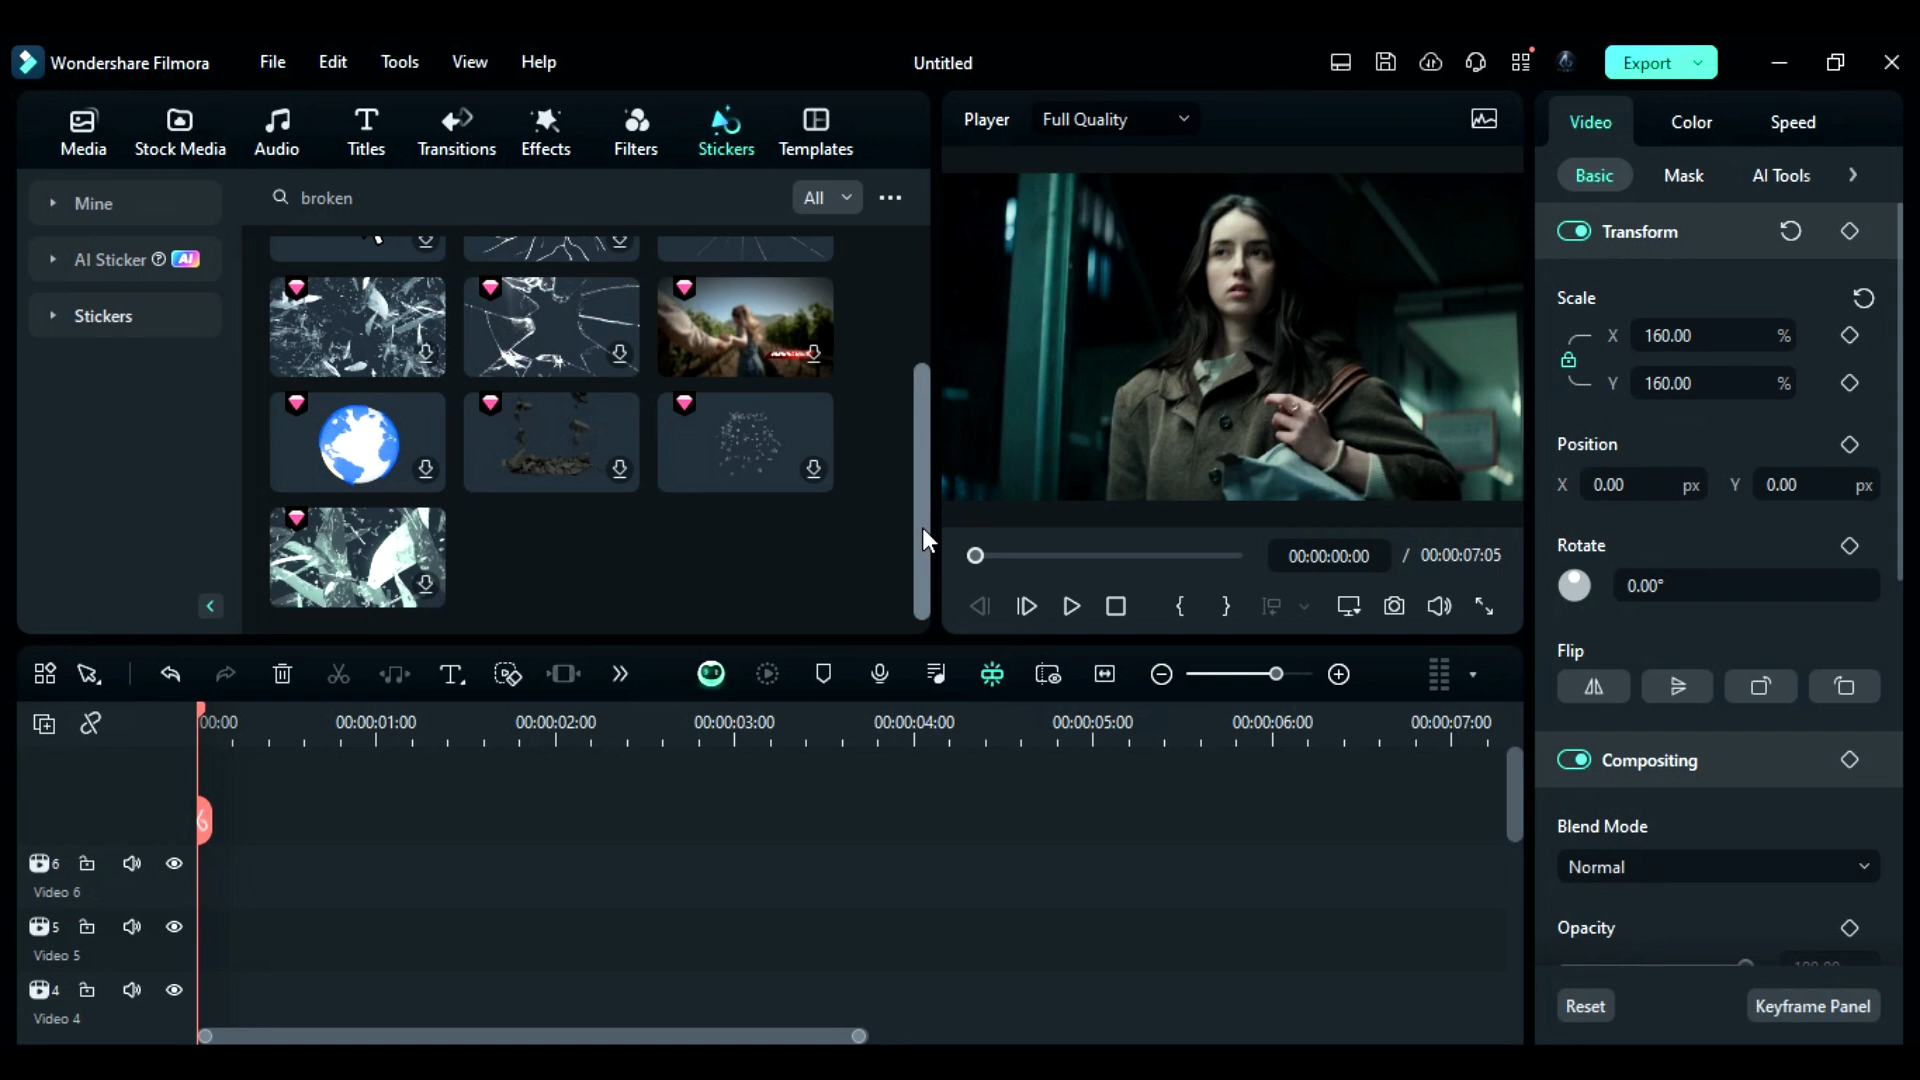 Wondershare Filmora
File
Edit
Tools
View
Help
Untitled
Export
Media
Stock Media
Audio
Titles
Transitions
Effects
Filters
Stickers
Templates
Mine
AI Sticker
AI
Stickers
broken
All
Player
Full Quality
00:00:00:00 / 00:00:07:05
Video
Color
Speed
Basic
Mask
AI Tools
Transform
Scale
X 160.00 %
Y 160.00 %
Position
X 0.00 px Y 0.00 px
Rotate
0.00°
Flip
Compositing
Blend Mode
Normal
Opacity
100.00
Reset
Keyframe Panel
00:00
00:00:01:00
00:00:02:00
00:00:03:00
00:00:04:00
00:00:05:00
00:00:06:00
00:00:07:00
6
Video 6
5
Video 5
4
Video 4